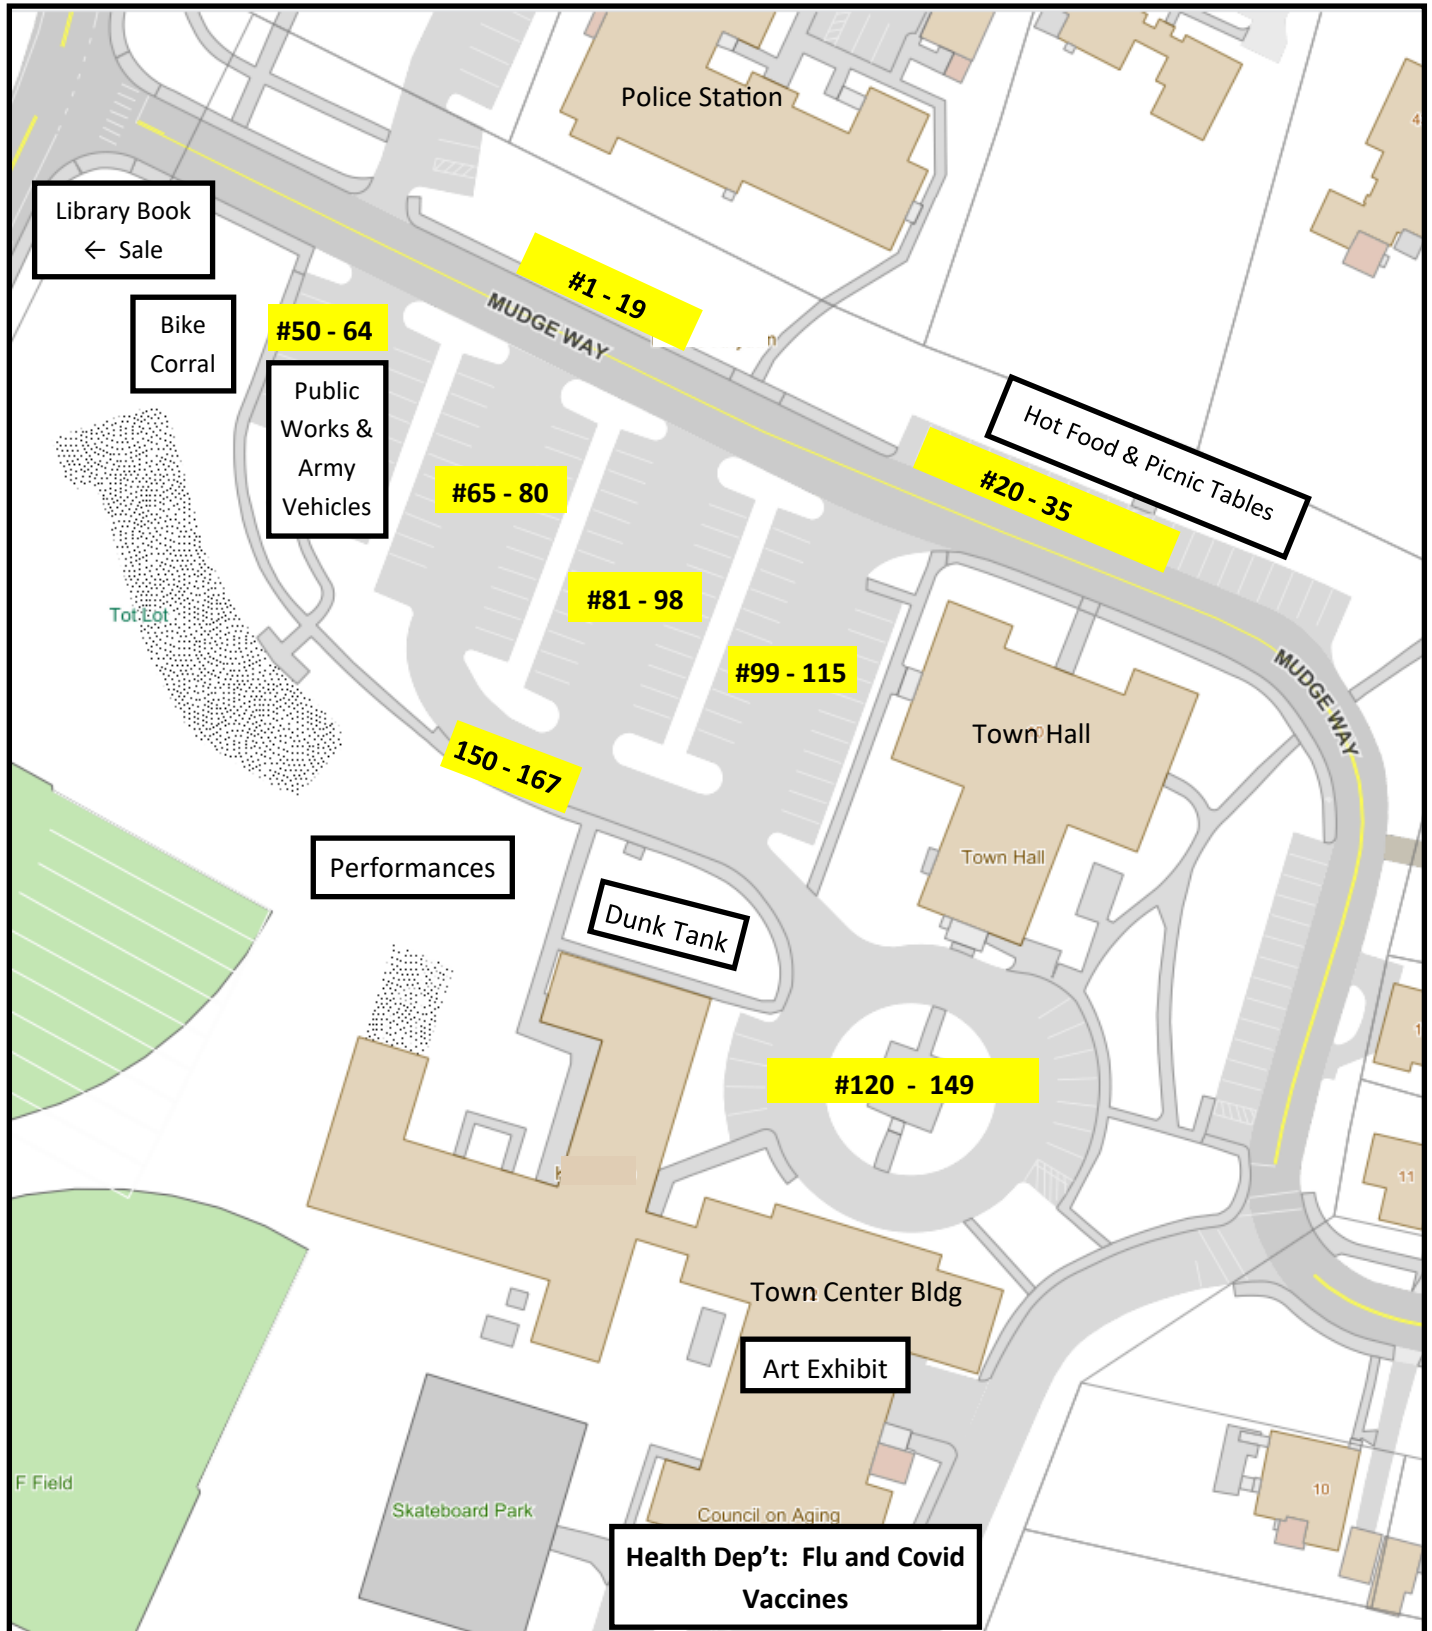 Police Station
4
Library Book
← Sale
#1 - 19
MUDGE WAY
Bike
Corral
#50 - 64
Public
Works &
Army
Vehicles
Hot Food & Picnic Tables
#20 - 35
#65 - 80
#81 - 98
Tot Lot
#99 - 115
MUDGE WAY
Town Hall
150 - 167
Performances
Town Hall
Dunk Tank
#120 - 149
11
Town Center Bldg
Art Exhibit
F Field
Skateboard Park
Council on Aging
10
Health Dep't: Flu and Covid
Vaccines